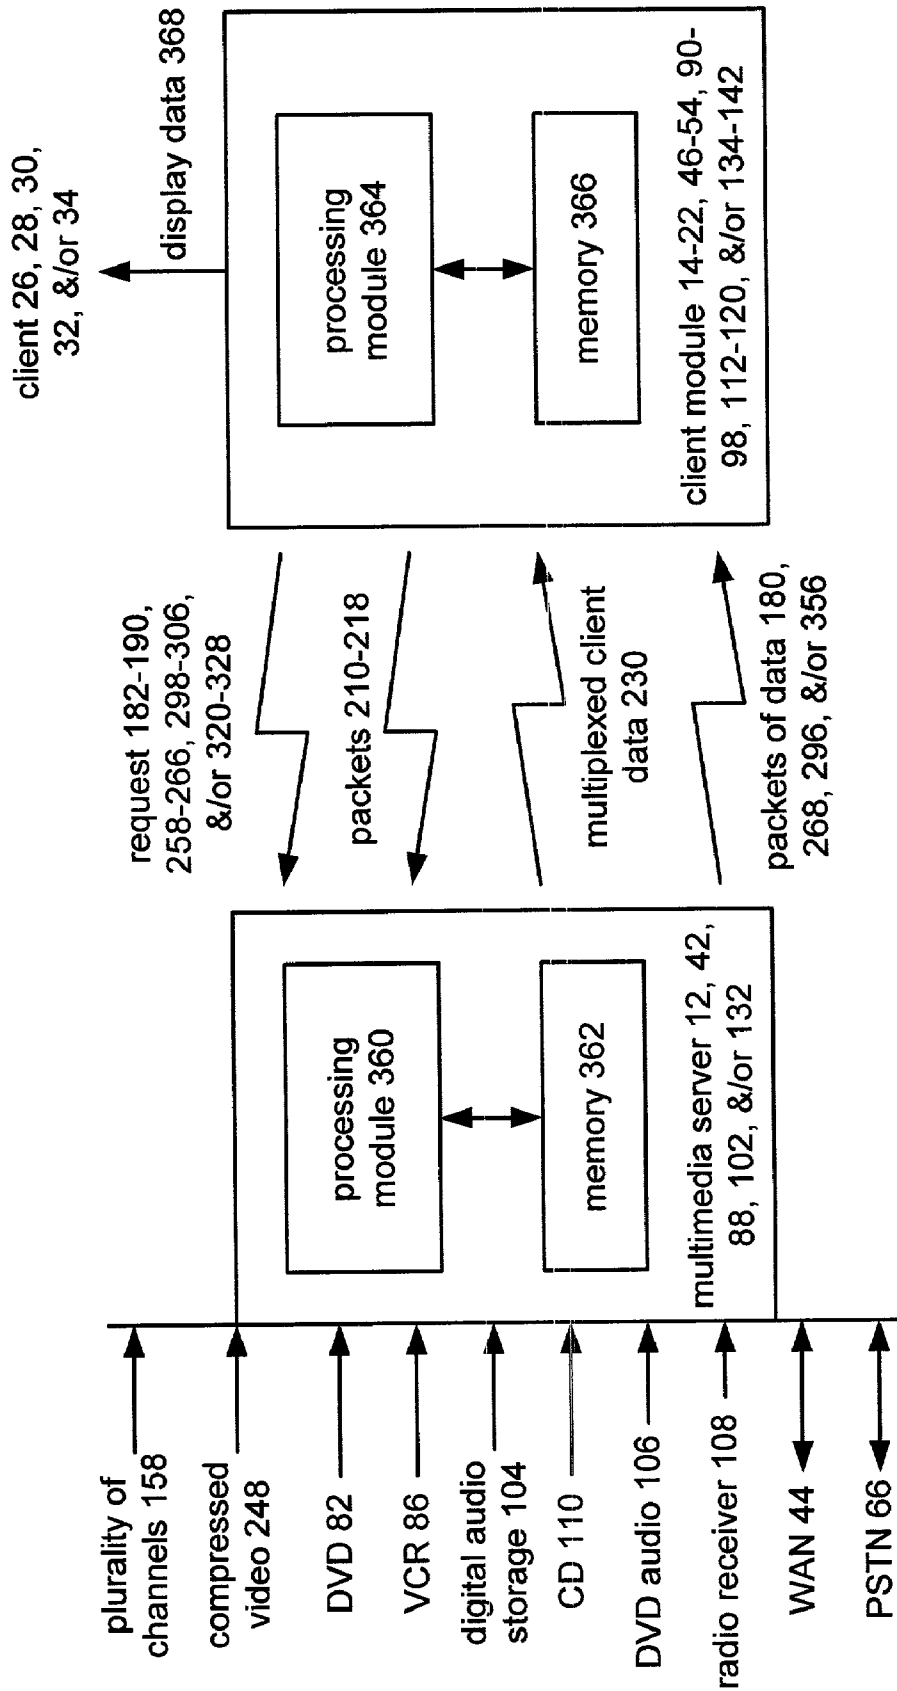 plurality of
channels 158
compressed
video 248
DVD 82
VCR 86
digital audio
storage 104
CD 110
DVD audio 106
radio receiver 108
WAN 44
PSTN 66
processing
module 360
memory 362
multimedia server 12, 42,
88, 102, &/or 132
request 182-190,
258-266, 298-306,
&/or 320-328
packets 210-218
multiplexed client
data 230
packets of data 180,
268, 296, &/or 356
client 26, 28, 30,
32, &/or 34
display data 368
processing
module 364
memory 366
client module 14-22, 46-54, 90-
98, 112-120, &/or 134-142